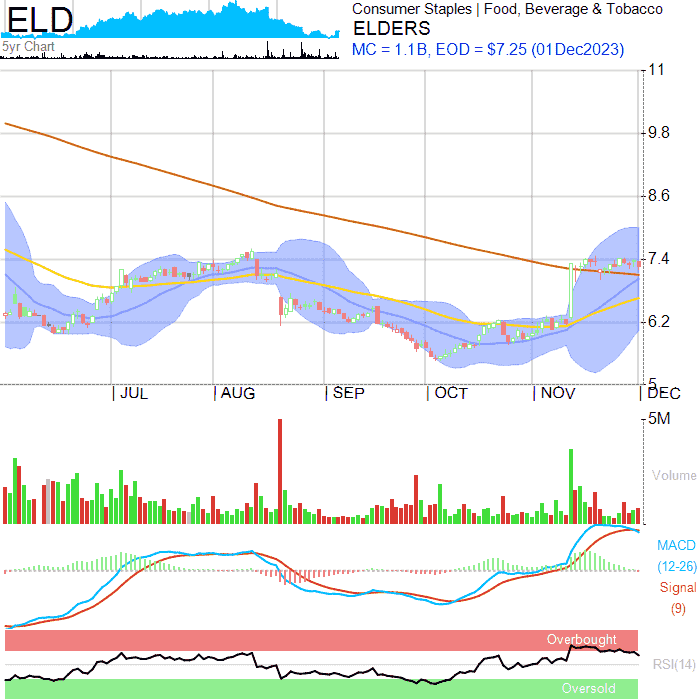 ELD
5yr Chart
Consumer Staples | Food, Beverage & Tobacco
ELDERS
MC = 1.1B, EOD = $7.25 (01Dec2023)
11
9.8
8.6
7.4
6.2
5
JUL AUG SEP OCT NOV DEC
5M
Volume
MACD
(12-26)
Signal
(9)
Overbought
RSI(14)
Oversold